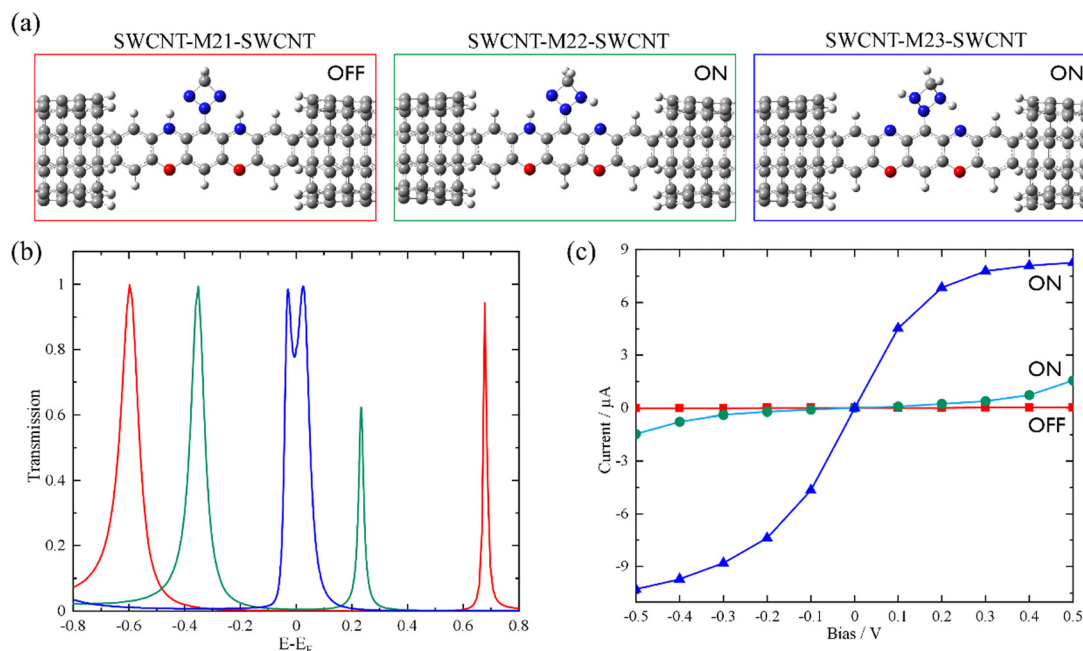 (a)
SWCNT-M21-SWCNT
SWCNT-M22-SWCNT
SWCNT-M23-SWCNT
OFF
ON
ON
(b)
Transmission
1
0.8
0.6
0.4
0.2
0
-0.8
-0.6
-0.4
-0.2
0
0.2
0.4
0.6
0.8
E-E_F
(c)
Current / µA
9
6
3
0
-3
-6
-9
ON
ON
OFF
-0.5
-0.4
-0.3
-0.2
-0.1
0
0.1
0.2
0.3
0.4
0.5
Bias / V